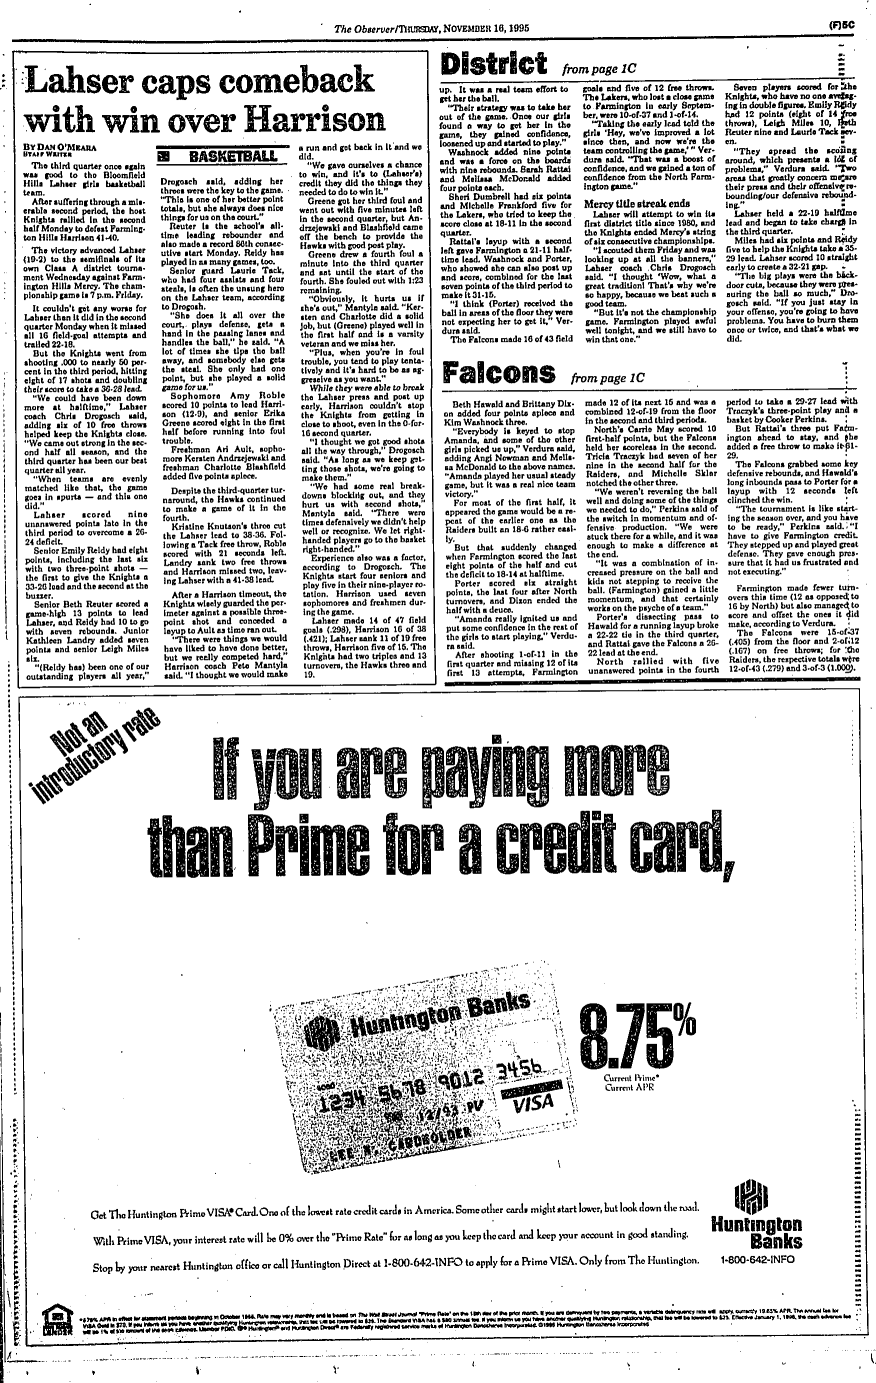 The Observer/THURSDAY, NOVEMBER 16, 1995
(F)5C
Lahser caps comeback
with win over Harrison
BY DAN O'MEARA
STAFF WRITER
The third quarter once again
was good to the Bloomfield
Hills Lahser girls basketball
team.
After suffering through a mis-
erable second period, the host
Knights rallied in the second
half Monday to defeat Farming-
ton Hills Harrison 41-40.
The victory advanced Lahser
(19-2) to the semifinals of its
own Class A district tourna-
ment Wednesday against Farm-
ington Hills Mercy. The cham-
pionship game is 7 p.m. Friday.
It couldn't get any worse for
Lahser than it did in the second
quarter Monday when it missed
all 16 field-goal attempts and
trailed 22-16.
But the Knights went from
shooting .000 to nearly 50 per-
cent in the third period, hitting
eight of 17 shots and doubling
their score to take a 36-28 lead.
"We could have been down
more at halftime," Lahser
coach Chris Drogosch said,
adding six of 10 free throws
helped keep the Knights close.
"We came out strong in the sec-
ond half all season, and the
third quarter has been our best
quarter all year.
"When teams are evenly
matched like that, the game
goes in spurts — and this one
did."
Lahser scored nine
unanswered points late in the
third period to overcome a 26-
24 deficit.
Senior Emily Reidy had eight
points, including the last six
with two three-point shots —
the first to give the Knights a
33-26 lead and the second at the
buzzer.
Senior Beth Reuter scored a
game-high 13 points to lead
Lahser, and Reidy had 10 to go
with seven rebounds. Junior
Kathleen Landry added seven
points and senior Leigh Miles
six.
"(Reidy has) been one of our
outstanding players all year,"
BASKETBALL
Drogosch said, adding her
threes were the key to the game.
"This is one of her better point
totals, but she always does nice
things for us on the court."
Reuter is the school's all-
time leading rebounder and
also made a record 80th consec-
utive start Monday. Reidy has
played in as many games, too.
Senior guard Laurie Tack,
who had four assists and four
steals, is often the unsung hero
on the Lahser team, according
to Drogosh.
"She does it all over the
court, plays defense, gets a
hand in the passing lanes and
handles the ball," he said. "A
lot of times she tips the ball
away, and somebody else gets
the steal. She only had one
point, but she played a solid
game for us."
Sophomore Amy Roble
scored 10 points to lead Harri-
son (12-9), and senior Erika
Greene scored eight in the first
half before running into foul
trouble.
Freshman Ari Ault, sopho-
more Kersten Andrzejewski and
freshman Charlotte Blashfield
added five points apiece.
Despite the third-quarter tur-
naround, the Hawks continued
to make a game of it in the
fourth.
Kristine Knutson's three cut
the Lahser lead to 38-36. Fol-
lowing a Tack free throw, Roble
scored with 21 seconds left.
Landry sank two free throws
and Harrison missed two, leav-
ing Lahser with a 41-38 lead.
After a Harrison timeout, the
Knights wisely guarded the per-
imeter against a possible three-
point shot and conceded a
layup to Ault as time ran out.
"There were things we would
have liked to have done better,
but we really competed hard,"
Harrison coach Pete Mantyla
said. "I thought we would make
a run and get back in it and we
did.
"We gave ourselves a chance
to win, and it's to (Lahser's)
credit they did the things they
needed to do to win it."
Greene got her third foul and
went out with five minutes left
in the second quarter, but An-
drzejewski and Blashfield came
off the bench to provide the
Hawks with good post play.
Greene drew a fourth foul a
minute into the third quarter
and sat until the start of the
fourth. She fouled out with 1:23
remaining.
"Obviously, it hurts us if
she's out," Mantyla said. "Ker-
sten and Charlotte did a solid
job, but (Greene) played well in
the first half and is a varsity
veteran and we miss her.
"Plus, when you're in foul
trouble, you tend to play tenta-
tively and it's hard to be as ag-
gressive as you want."
While they were able to break
the Lahser press and post up
early, Harrison couldn't stop
the Knights from getting in
close to shoot, even in the 0-for-
16 second quarter.
"I thought we got good shots
all the way through," Drogosch
said. "As long as we keep get-
ting those shots, we're going to
make them."
"We had some real break-
downs blocking out, and they
hurt us with second shots,"
Mantyla said. "There were
times defensively we didn't help
well or recognize. We let right-
handed players go to the basket
right-handed."
Experience also was a factor,
according to Drogosch. The
Knights start four seniors and
play five in their nine-player ro-
tation. Harrison used seven
sophomores and freshmen dur-
ing the game.
Lahser made 14 of 47 field
goals (.298), Harrison 16 of 38
(.421); Lahser sank 11 of 19 free
throws, Harrison five of 15. The
Knights had two triples and 13
turnovers, the Hawks three and
19.
District from page 1C
up. It was a real team effort to
get her the ball.
"Their strategy was to take her
out of the game. Once our girls
found a way to get her in the
game, they gained confidence,
loosened up and started to play."
Washnock added nine points
and was a force on the boards
with nine rebounds. Sarah Rattai
and Melissa McDonald added
four points each.
Sheri Dumbrell had six points
and Michelle Frankford five for
the Lakers, who tried to keep the
score close at 18-11 in the second
quarter.
Rattai's layup with a second
left gave Farmington a 21-11 half-
time lead. Washnock and Porter,
who showed she can also post up
and score, combined for the last
seven points of the third period to
make it 31-15.
"I think (Porter) received the
ball in areas of the floor they were
not expecting her to get it," Ver-
dura said.
The Falcons made 16 of 43 field
goals and five of 12 free throws.
The Lakers, who lost a close game
to Farmington in early Septem-
ber, were 10-of-37 and 1-of-14.
"Taking the early lead told the
girls 'Hey, we've improved a lot
since then, and now we're the
team controlling the game,' " Ver-
dura said. "That was a boost of
confidence, and we gained a ton of
confidence from the North Farm-
ington game."
Mercy title streak ends
Lahser will attempt to win its
first district title since 1980, and
the Knights ended Mercy's string
of six consecutive championships.
"I scouted them Friday and was
looking up at all the banners,"
Lahser coach Chris Drogosch
said. "I thought 'Wow, what a
great tradition! That's why we're
so happy, because we beat such a
good team.
"But it's not the championship
game. Farmington played awful
well tonight, and we still have to
win that one."
Seven players scored for the
Knights, who have no one averag-
ing in double figures. Emily Reidy
had 12 points (eight of 14 free
throws), Leigh Miles 10, Beth
Reuter nine and Laurie Tack sev-
en.
"They spread the scoring
around, which presents a lot of
problems," Verdura said. "Two
areas that greatly concern me are
their press and their offensive re-
bounding/our defensive rebound-
ing."
Lahser held a 22-19 halftime
lead and began to take charge in
the third quarter.
Miles had six points and Reidy
five to help the Knights take a 35-
29 lead. Lahser scored 10 straight
early to create a 32-21 gap.
"The big plays were the back-
door cuts, because they were pres-
suring the ball so much," Dro-
gosch said. "If you just stay in
your offense, you're going to have
problems. You have to burn them
once or twice, and that's what we
did.
Falcons from page 1C
Beth Hawald and Brittany Dix-
on added four points apiece and
Kim Washnock three.
"Everybody is keyed to stop
Amanda, and some of the other
girls picked us up," Verdura said,
adding Angi Newman and Melis-
sa McDonald to the above names.
"Amanda played her usual steady
game, but it was a real nice team
victory."
For most of the first half, it
appeared the game would be a re-
peat of the earlier one as the
Raiders built an 18-6 rather easi-
ly.
But that suddenly changed
when Farmington scored the last
eight points of the half and cut
the deficit to 18-14 at halftime.
Porter scored six straight
points, the last four after North
turnovers, and Dixon ended the
half with a deuce.
"Amanda really ignited us and
put some confidence in the rest of
the girls to start playing," Verdu-
ra said.
After shooting 1-of-11 in the
first quarter and missing 12 of its
first 13 attempts, Farmington
made 12 of its next 15 and was a
combined 12-of-19 from the floor
in the second and third periods.
North's Carrie May scored 10
first-half points, but the Falcons
held her scoreless in the second.
Tricia Traczyk had seven of her
nine in the second half for the
Raiders, and Michelle Sklar
notched the other three.
"We weren't reversing the ball
well and doing some of the things
we needed to do," Perkins said of
the switch in momentum and of-
fensive production. "We were
stuck there for a while, and it was
enough to make a difference at
the end.
"It was a combination of in-
creased pressure on the ball and
kids not stepping to receive the
ball. (Farmington) gained a little
momentum, and that certainly
works on the psyche of a team."
Porter's dissecting pass to
Hawald for a running layup broke
a 22-22 tie in the third quarter,
and Rattai gave the Falcons a 26-
22 lead at the end.
North rallied with five
unanswered points in the fourth
period to take a 29-27 lead with
Traczyk's three-point play and a
basket by Cooker Perkins.
But Rattai's three put Farm-
ington ahead to stay, and she
added a free throw to make it 31-
29.
The Falcons grabbed some key
defensive rebounds, and Hawald's
long inbounds pass to Porter for a
layup with 12 seconds left
clinched the win.
"The tournament is like start-
ing the season over, and you have
to be ready," Perkins said. "I
have to give Farmington credit.
They stepped up and played great
defense. They gave enough pres-
sure that it had us frustrated and
not executing."
Farmington made fewer turn-
overs this time (12 as opposed to
16 by North) but also managed to
score and offset the ones it did
make, according to Verdura.
The Falcons were 15-of-37
(.405) from the floor and 2-of-12
(.167) on free throws; for the
Raiders, the respective totals were
12-of-43 (.279) and 3-of-3 (1.000).
Not an
introductory rate
If you are paying more
than Prime for a credit card,
Huntington Banks
1234 5678 9012 3456
12/93 PV
VISA
LEE M. CARDHOLDER
8.75%
Current Prime*
Current APR
Get The Huntington Prime VISA® Card. One of the lowest rate credit cards in America. Some other cards might start lower, but look down the road.
With Prime VISA, your interest rate will be 0% over the "Prime Rate" for as long as you keep the card and keep your account in good standing.
Stop by your nearest Huntington office or call Huntington Direct at 1-800-642-INFO to apply for a Prime VISA. Only from The Huntington.
Huntington
Banks
1-800-642-INFO